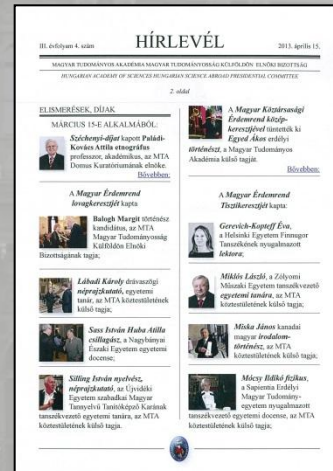 III. évfolyam 4. szám
HÍRLEVÉL
2013. április 15.
MAGYAR TUDOMÁNYOS AKADÉMIA MAGYAR TUDOMÁNYOSSÁG KÜLFÖLDÖN ELNÖKI BIZOTTSÁG
HUNGARIAN ACADEMY OF SCIENCES HUNGARIAN SCIENCE ABROAD PRESIDENTIAL COMMITTEE
2. oldal
ELISMERÉSEK, DÍJAK
MÁRCIUS 15-E ALKALMÁBÓL:
Széchenyi-díjat kapott Paládi-
Kovács Attila etnográfus
professzor, akadémikus, az MTA
Domus Kuratóriumának elnöke.
Bővebben:
A Magyar Érdemrend
lovagkeresztjét kapta
Balogh Margit történész
kandidátus, az MTA
Magyar Tudományosság
Külföldön Elnöki
Bizottságának tagja;
Lábadi Károly drávaszögi
néprajzkutató, egyetemi
tanár, az MTA köztestületének
külső tagja;
Sass István Huba Atilla
csillagász, a Nagybányai
Északi Egyetem egyetemi
docense;
Silling István nyelvész,
néprajzkutató, az Újvidéki
Egyetem szabadkai Magyar
Tannyelvű Tanítóképző Karának
tanszékvezető egyetemi tanára, az MTA
köztestületének külső tagja.
A Magyar Köztársasági
Érdemrend közép-
keresztjével tüntették ki
Egyed Ákos erdélyi
történészt, a Magyar Tudományos
Akadémia külső tagját.
Bővebben:
A Magyar Érdemrend
Tisztikeresztjét kapta:
Gerevich-Kopteff Éva,
a Helsinki Egyetem Finnugor
Tanszékének nyugalmazott
lektora;
Miklós László, a Zólyomi
Műszaki Egyetem tanszékvezető
egyetemi tanára, az MTA
köztestületének külső tagja;
Miska János kanadai
magyar irodalom-
történész, az MTA
köztestületének külső tagja;
Mócsy Ildikó fizikus,
a Sapientia Erdélyi
Magyar Tudomány-
egyetem nyugalmazott
tanszékvezető egyetemi docense, az MTA
köztestületének külső tagja;